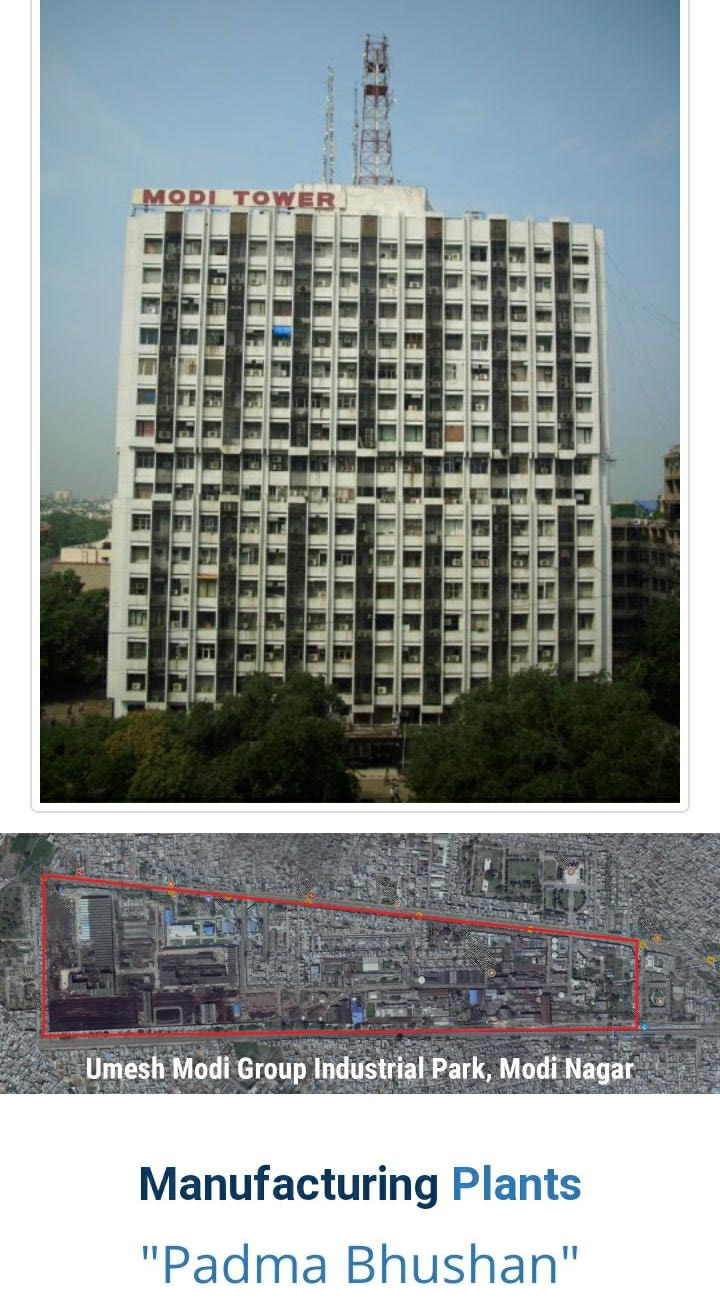 MODI TOWER
Umesh Modi Group Industrial Park, Modi Nagar
Manufacturing Plants
"Padma Bhushan"